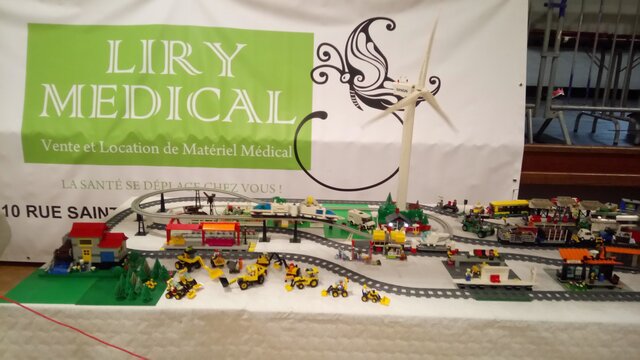 LIRY
MEDICAL
Vente et Location de Matériel Médical
LA SANTÉ SE DÉPLACE CHEZ VOUS !
10 RUE SAINT